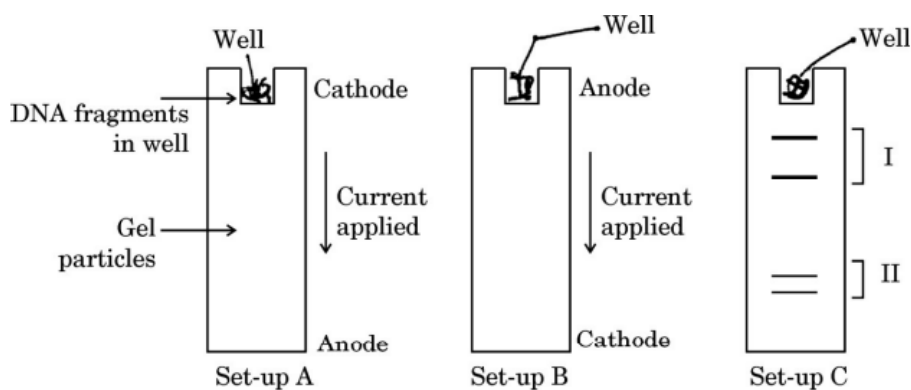 Well
Cathode
DNA fragments
in well
Current
applied
Gel
particles
Anode
Set-up A
Well
Anode
Current
applied
Cathode
Set-up B
Well
I
II
Set-up C